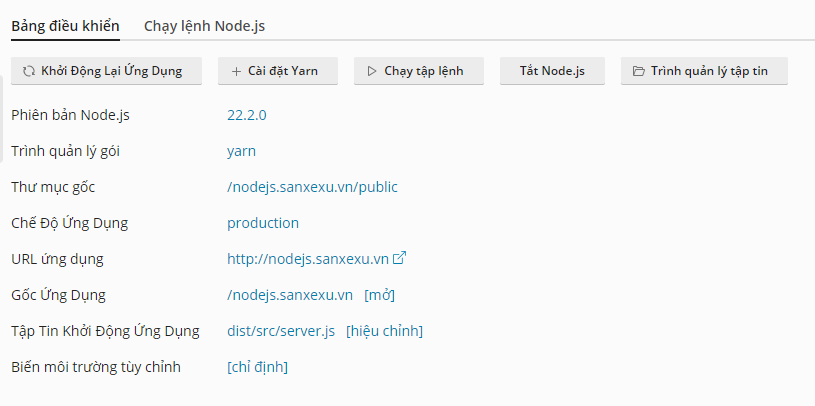 Bảng điều khiển Chạy lệnh Node.js
Khởi Động Lại Ứng Dụng + Cài đặt Yarn Chạy tập lệnh Tắt Node.js Trình quản lý tập tin
Phiên bản Node.js 22.2.0
Trình quản lý gói yarn
Thư mục gốc /nodejs.sanxexu.vn/public
Chế Độ Ứng Dụng production
URL ứng dụng http://nodejs.sanxexu.vn
Gốc Ứng Dụng /nodejs.sanxexu.vn [mở]
Tập Tin Khởi Động Ứng Dụng dist/src/server.js [hiệu chỉnh]
Biến môi trường tùy chỉnh [chỉ định]